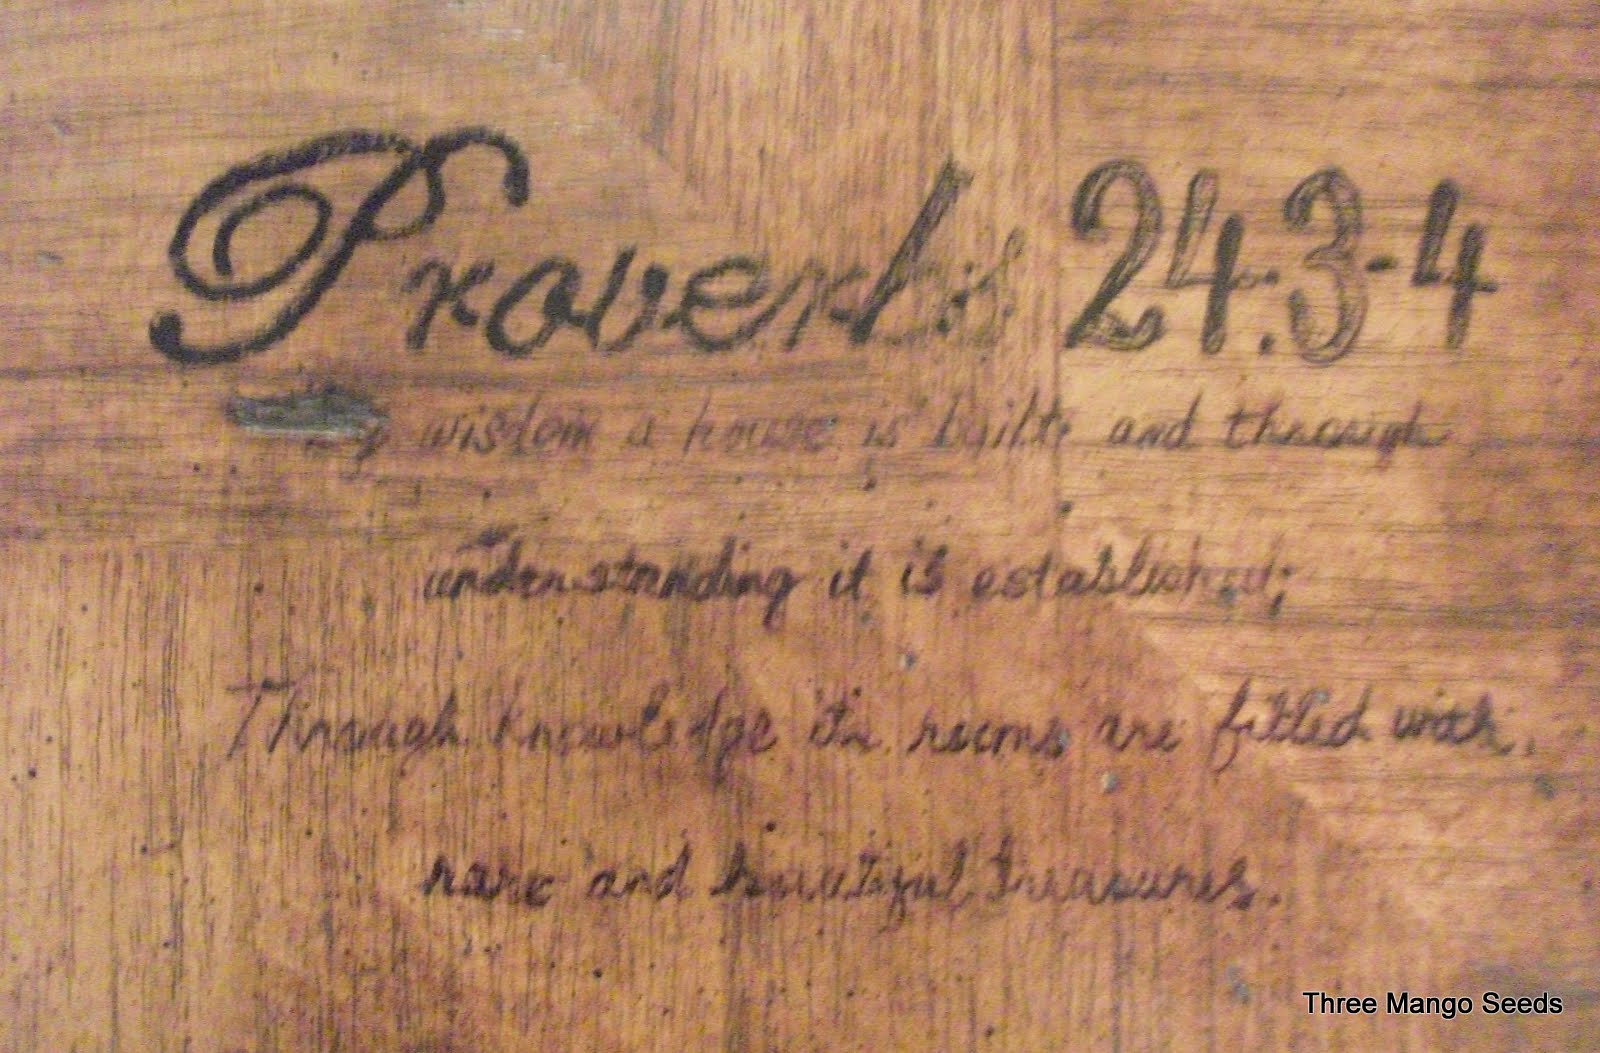 Proverbs 24:3-4
By wisdom a house is built, and through
understanding it is established;
Through knowledge its rooms are filled with
rare and beautiful treasures.
Three Mango Seeds